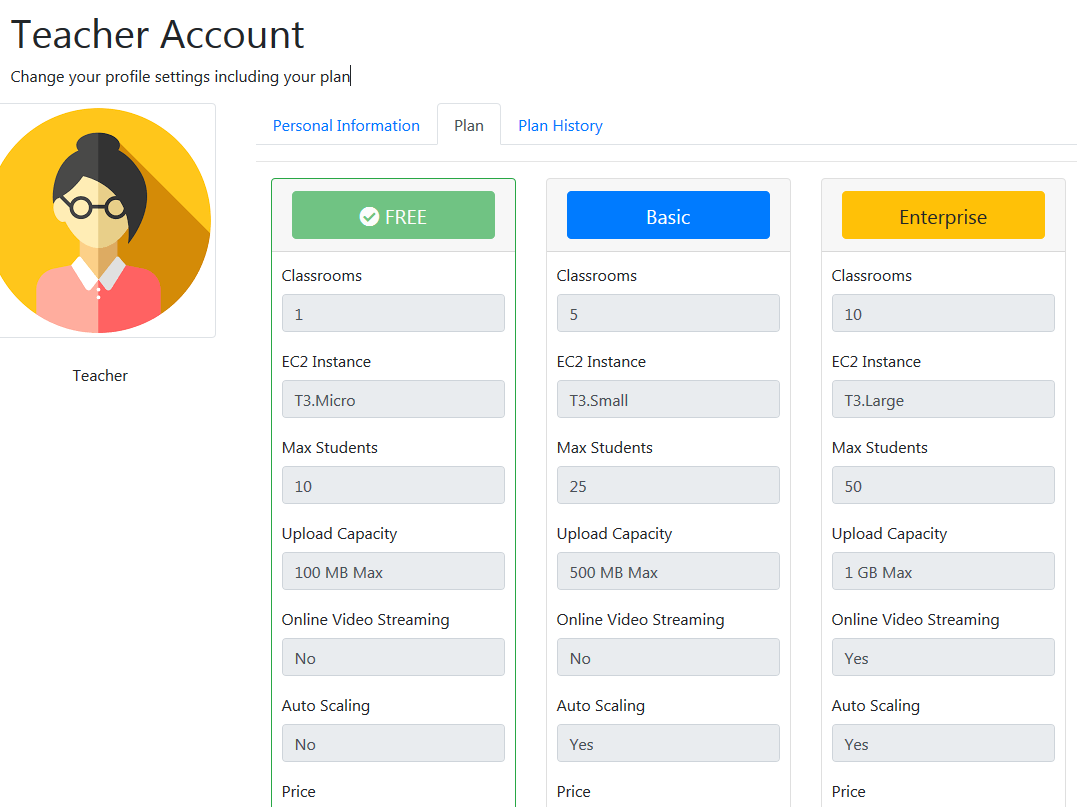 Teacher Account
Change your profile settings including your plan
Personal Information
Plan
Plan History
Teacher
FREE
Classrooms
1
EC2 Instance
T3.Micro
Max Students
10
Upload Capacity
100 MB Max
Online Video Streaming
No
Auto Scaling
No
Price
Basic
Classrooms
5
EC2 Instance
T3.Small
Max Students
25
Upload Capacity
500 MB Max
Online Video Streaming
No
Auto Scaling
Yes
Price
Enterprise
Classrooms
10
EC2 Instance
T3.Large
Max Students
50
Upload Capacity
1 GB Max
Online Video Streaming
Yes
Auto Scaling
Yes
Price